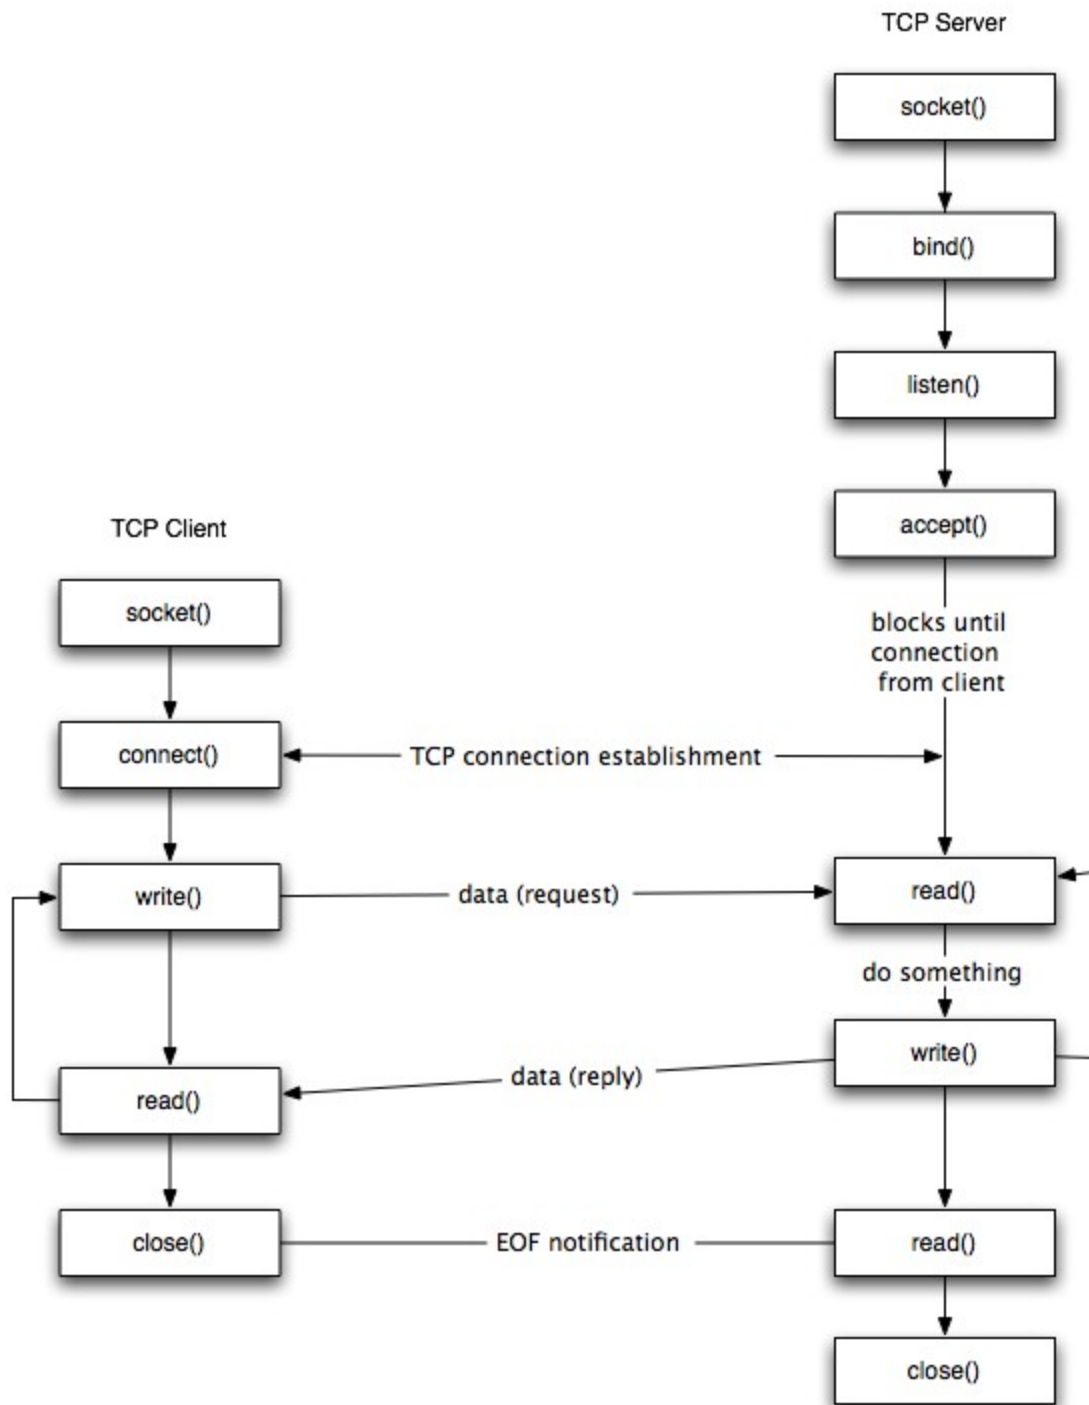 TCP Server
socket()
bind()
listen()
accept()
blocks until
connection
from client
TCP Client
socket()
connect()
TCP connection establishment
write()
data (request)
read()
do something
write()
data (reply)
read()
close()
EOF notification
read()
close()